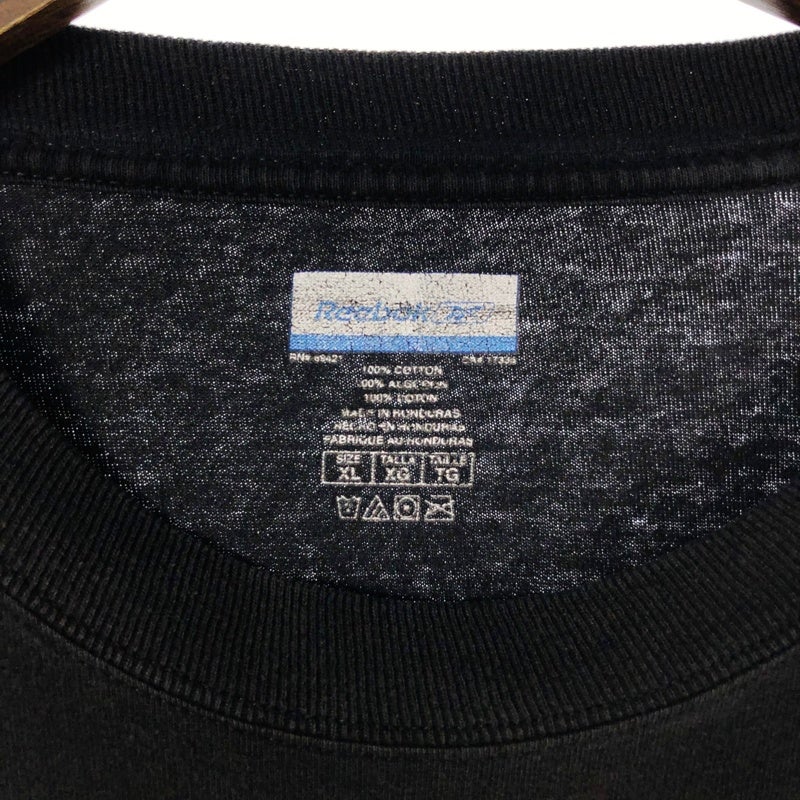 Reebok
100% COTTON
100% ALGODON
100% COTON
MADE IN HONDURAS
HECHO EN HONDURAS
FABRIQUE AU HONDURAS
SIZE TALLA TAILLE
XL XG TG